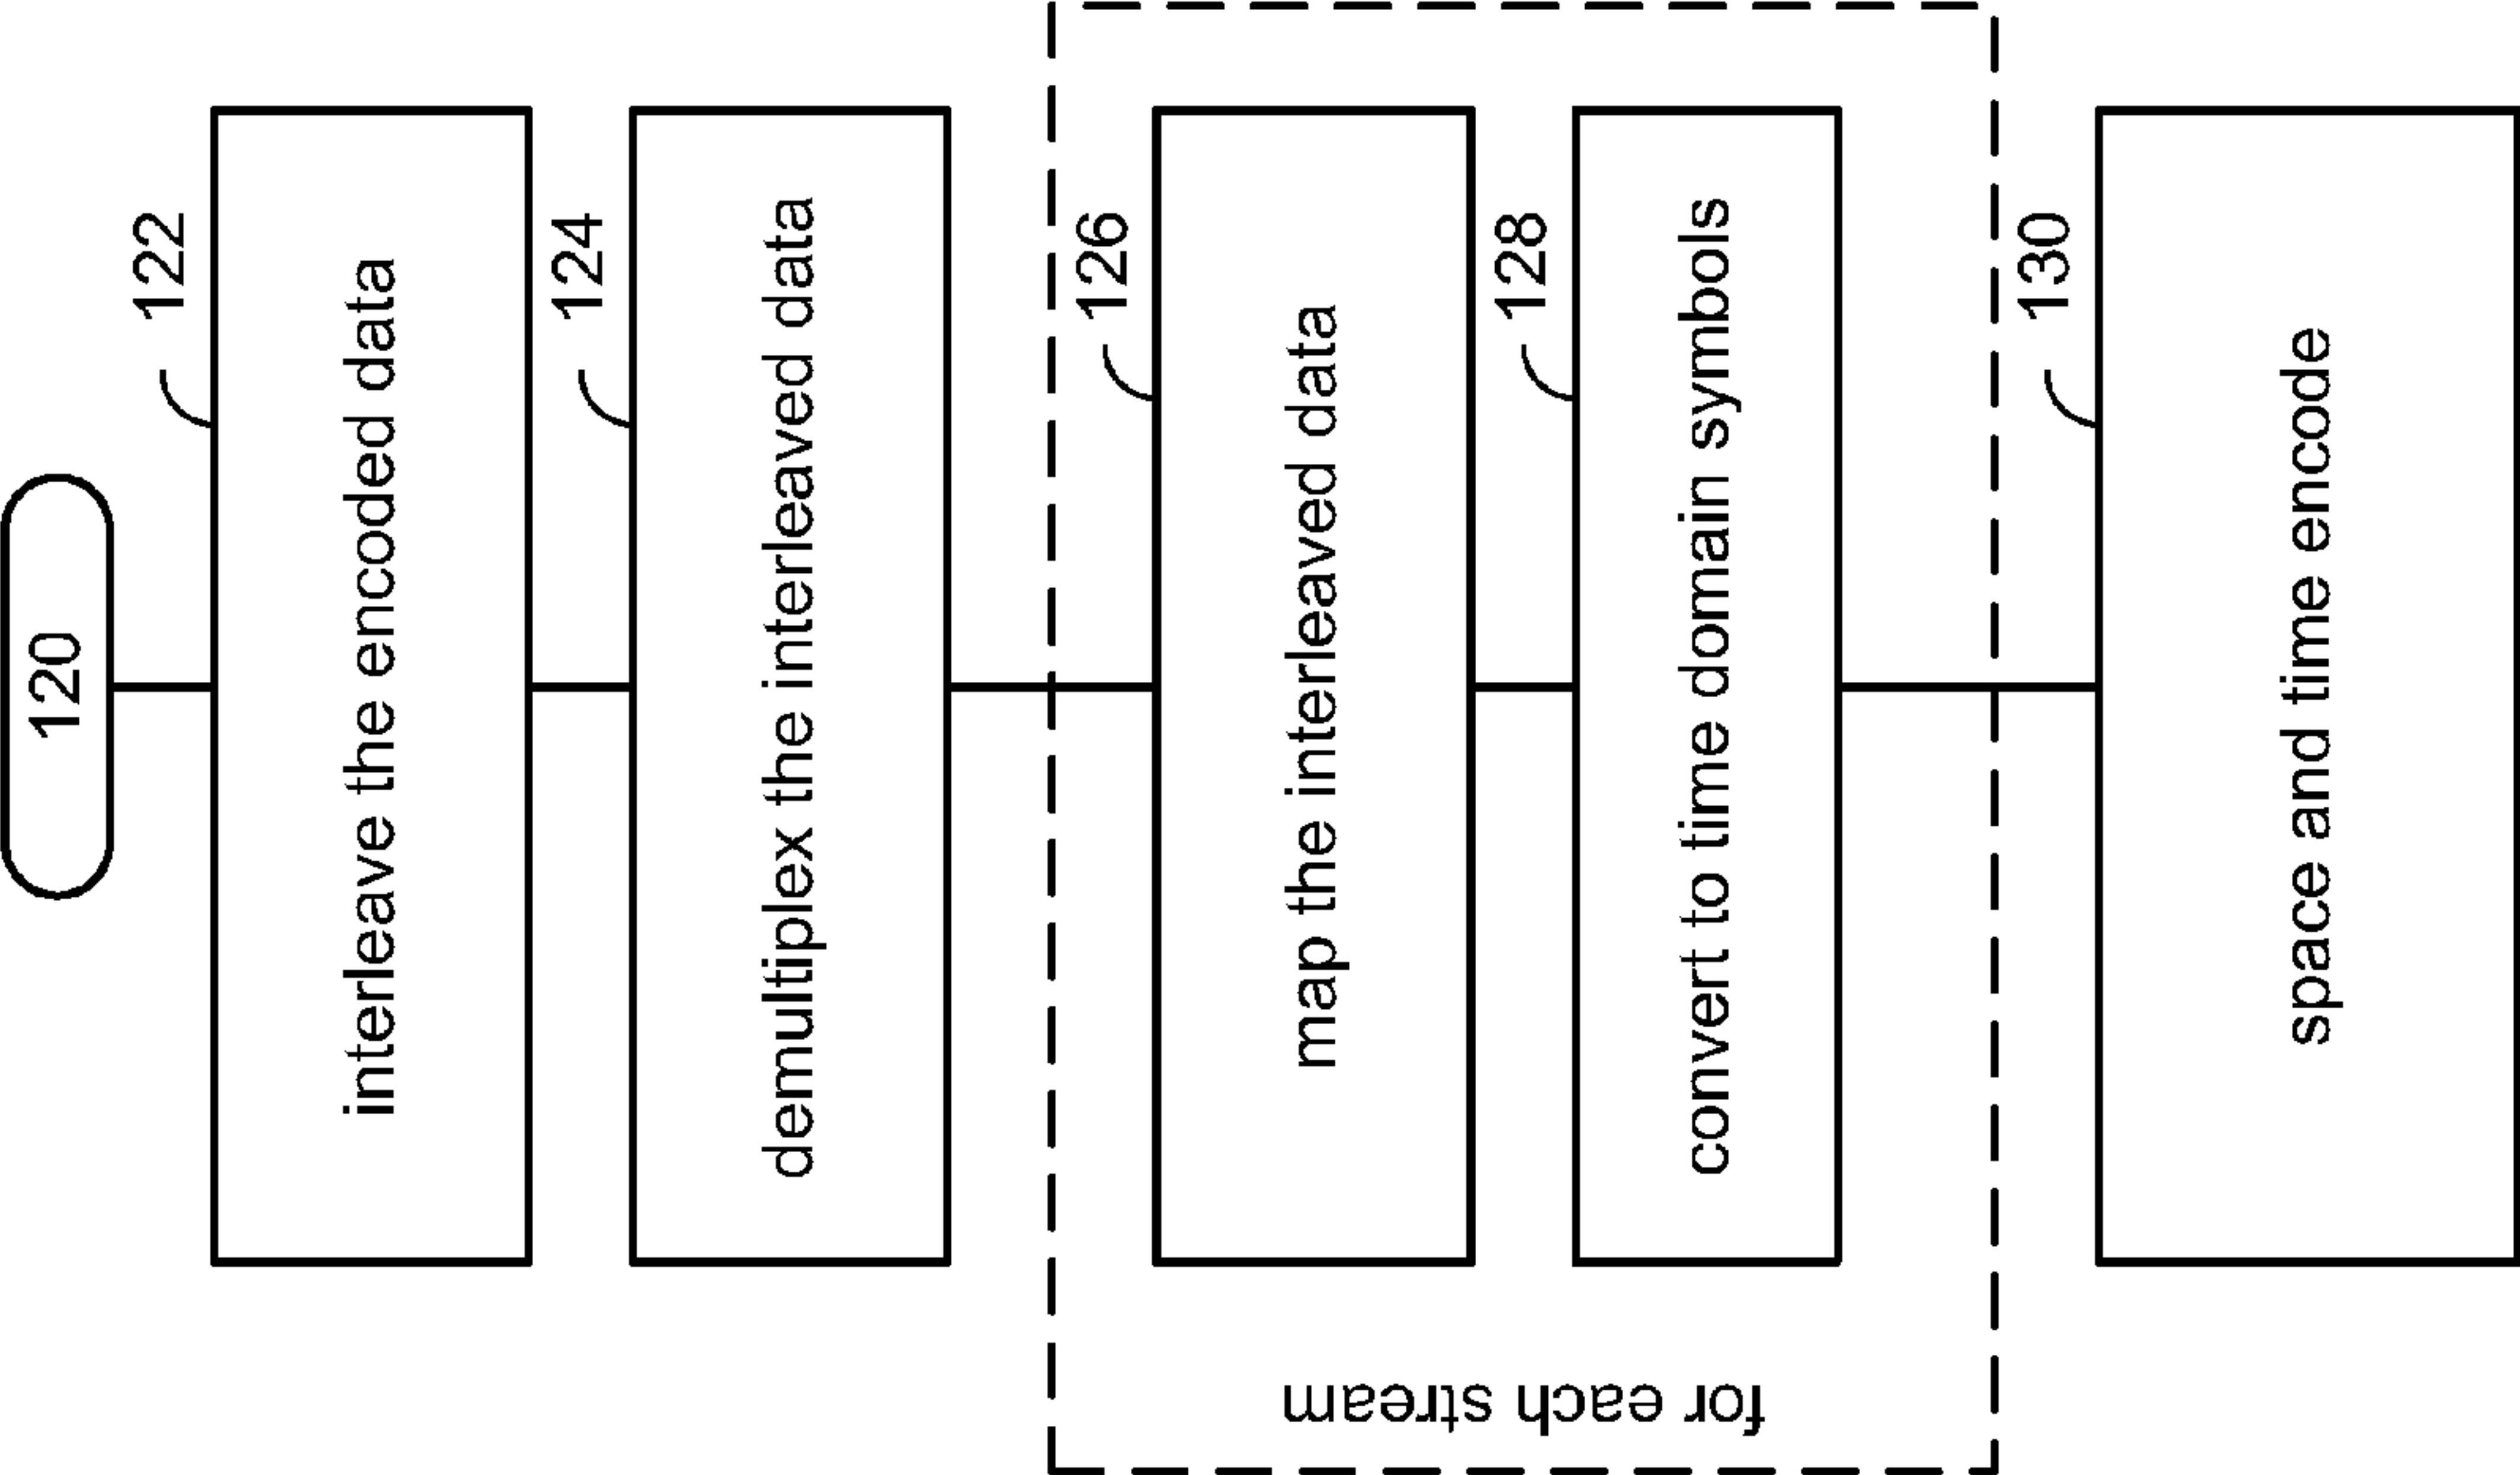 120
122
interleave the encoded data
124
demultiplex the interleaved data
for each stream
126
map the interleaved data
128
convert to time domain symbols
130
space and time encode